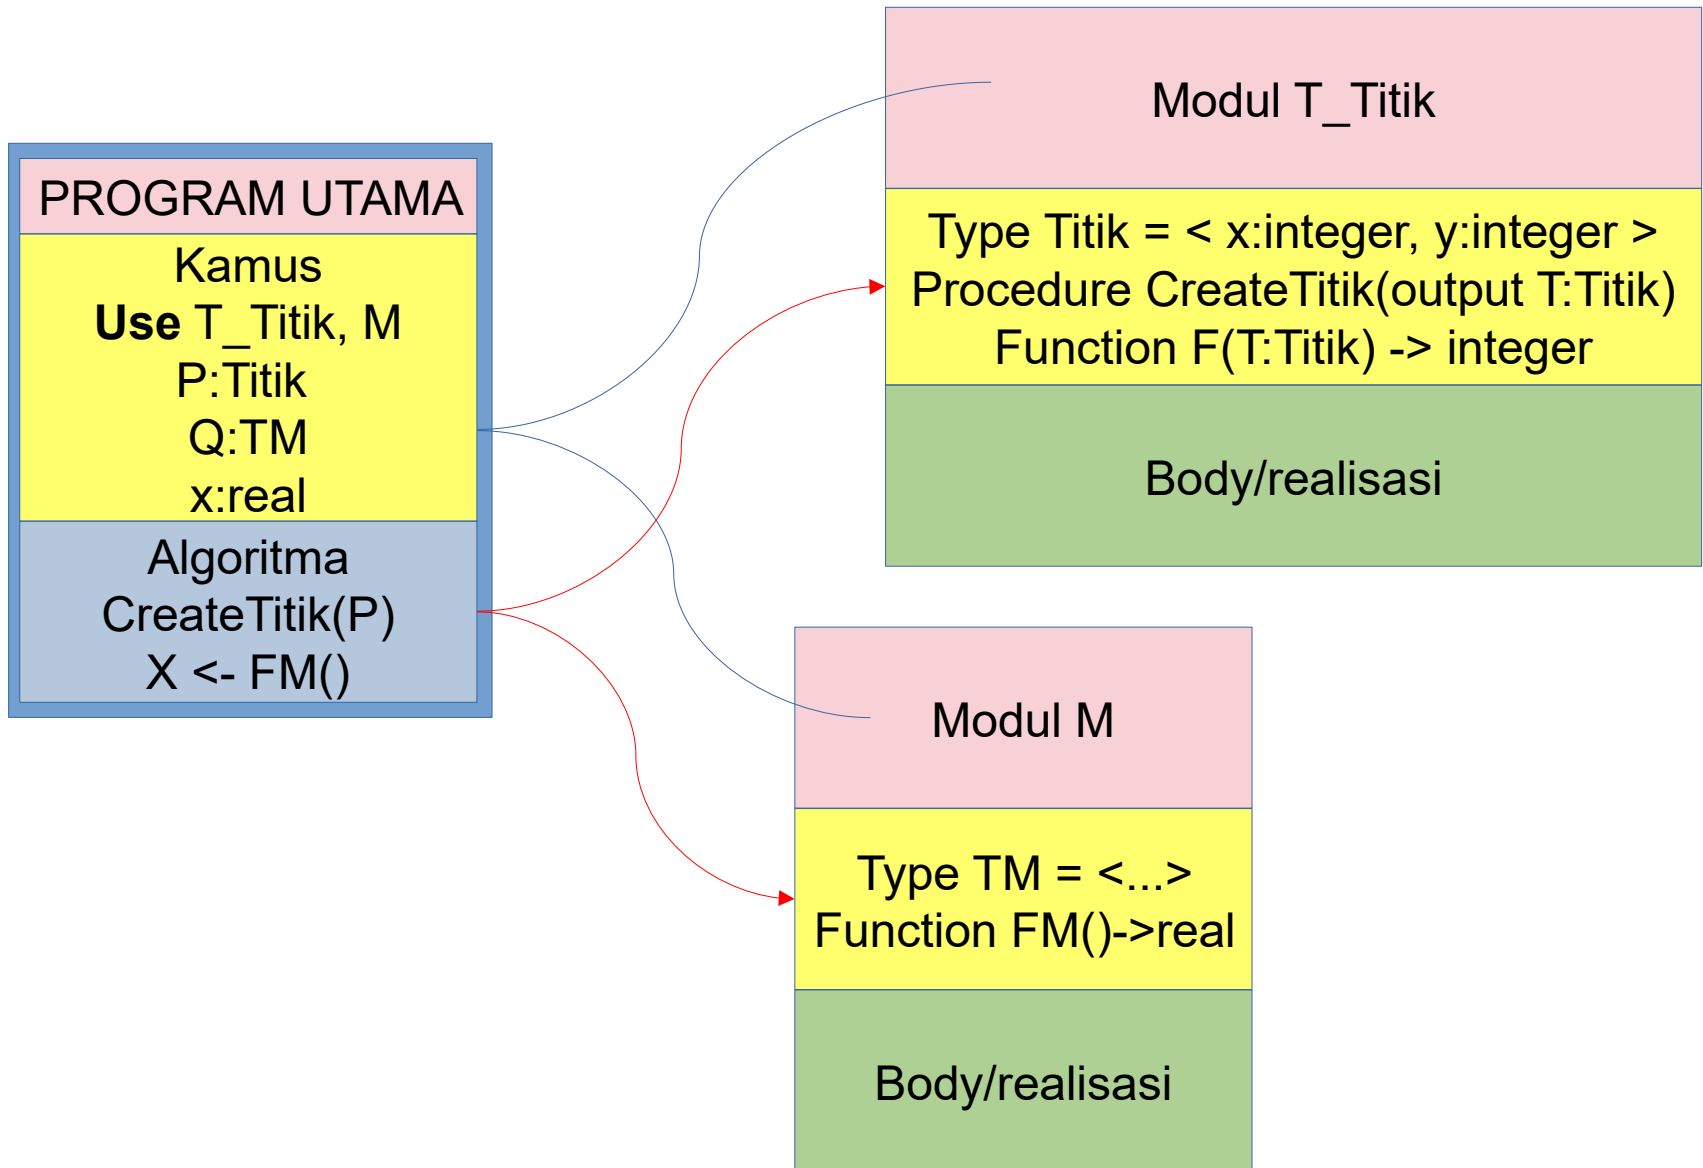 PROGRAM UTAMA
Kamus
Use T_Titik, M
P:Titik
Q:TM
x:real
Algoritma
CreateTitik(P)
X <- FM()
Modul T_Titik
Type Titik = < x:integer, y:integer >
Procedure CreateTitik(output T:Titik)
Function F(T:Titik) -> integer
Body/realisasi
Modul M
Type TM = <...>
Function FM()->real
Body/realisasi